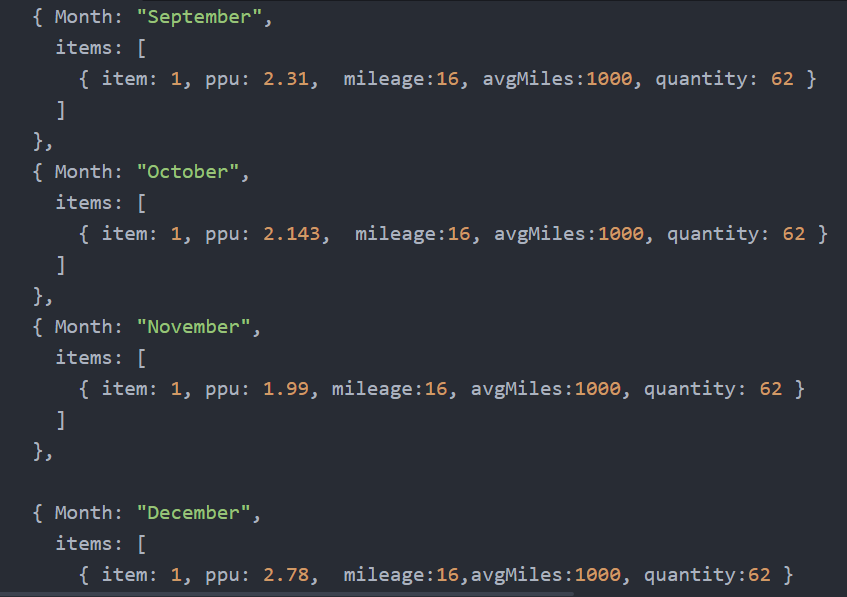 { Month: "September",
items: [
{ item: 1, ppu: 2.31,  mileage:16, avgMiles:1000, quantity: 62 }
]
},
{ Month: "October",
items: [
{ item: 1, ppu: 2.143,  mileage:16, avgMiles:1000, quantity: 62 }
]
},
{ Month: "November",
items: [
{ item: 1, ppu: 1.99, mileage:16, avgMiles:1000, quantity: 62 }
]
},
{ Month: "December",
items: [
{ item: 1, ppu: 2.78,  mileage:16,avgMiles:1000, quantity:62 }